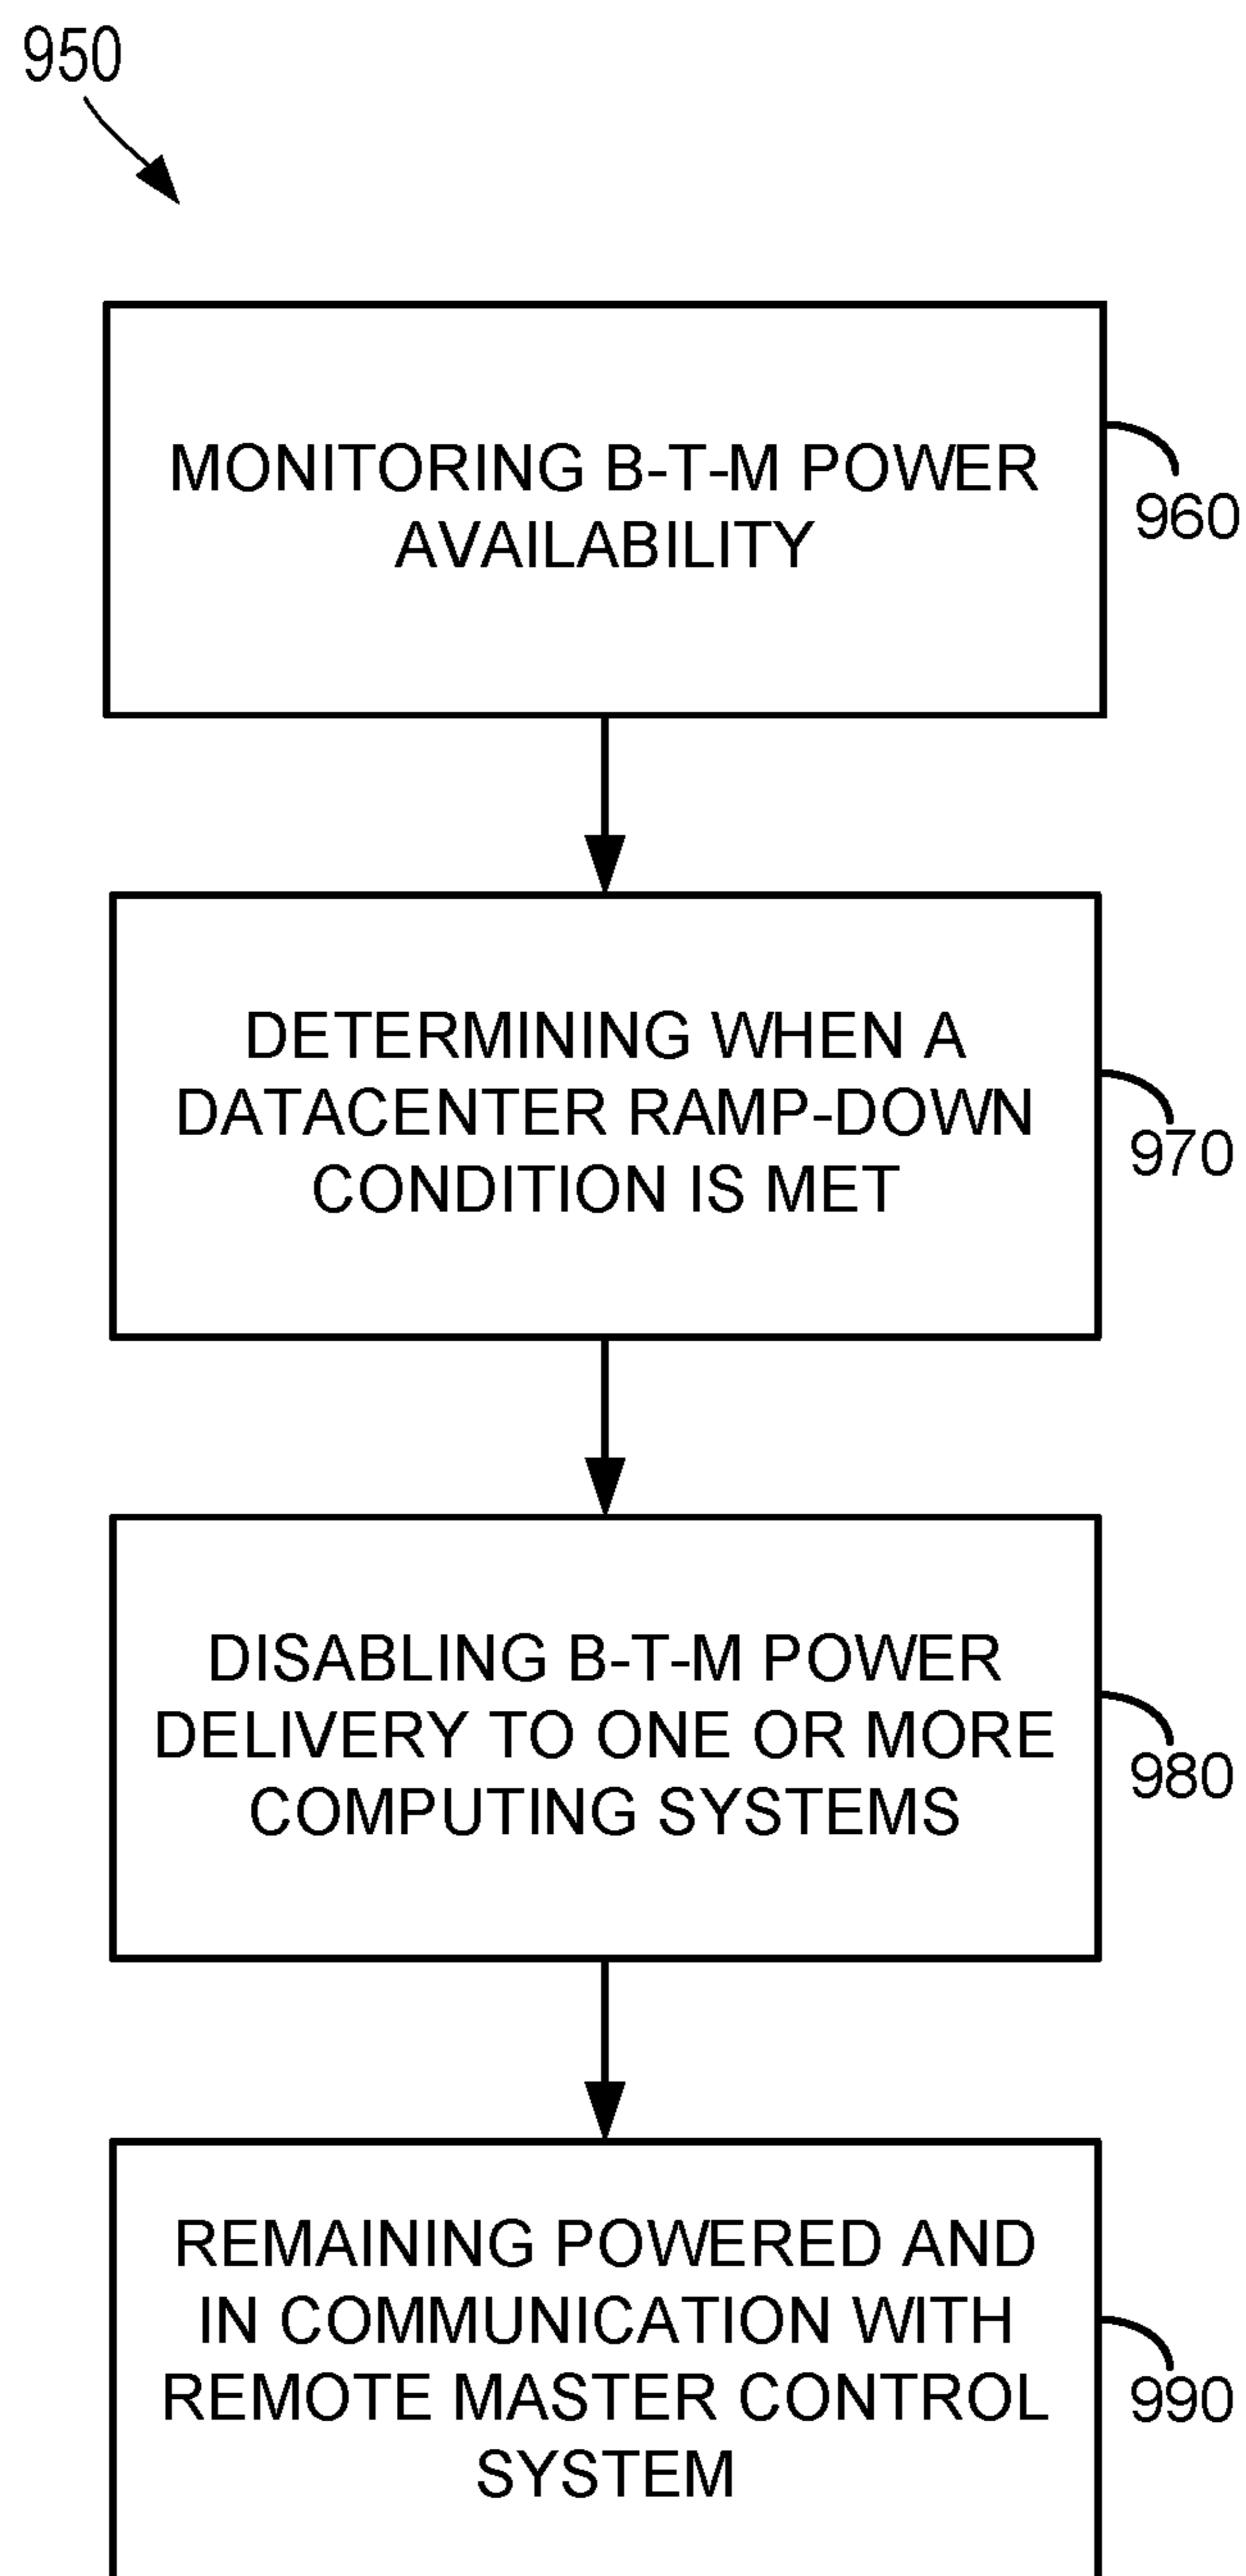 950
MONITORING B-T-M POWER
AVAILABILITY
960
DETERMINING WHEN A
DATACENTER RAMP-DOWN
CONDITION IS MET
970
DISABLING B-T-M POWER
DELIVERY TO ONE OR MORE
COMPUTING SYSTEMS
980
REMAINING POWERED AND
IN COMMUNICATION WITH
REMOTE MASTER CONTROL
SYSTEM
990